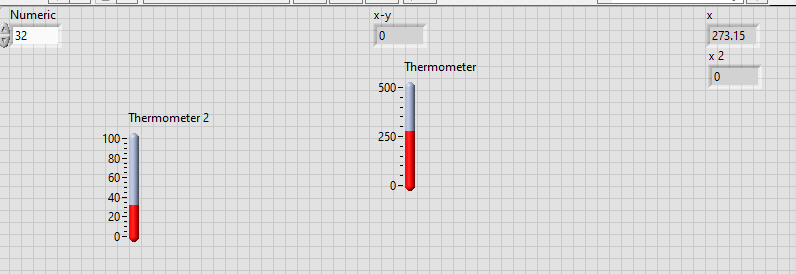 Numeric
32
x-y
0
x
273.15
x 2
0
Thermometer
500
250
0
Thermometer 2
100
80
60
40
20
0